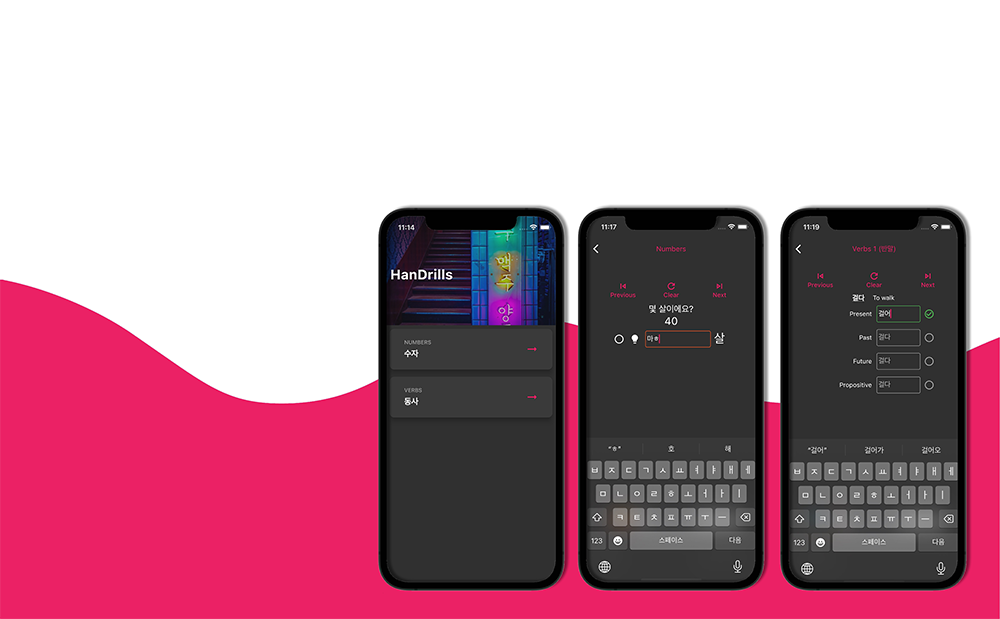 11:14
HanDrills
NUMBERS
수자
VERBS
동사
11:17
Numbers
Previous Clear Next
몇 살이에요?
40
마ㅎ 살
"ㅎ" 호 해
ㅂ ㅈ ㄷ ㄱ ㅅ ㅛ ㅕ ㅑ ㅐ ㅔ
ㅁ ㄴ ㅇ ㄹ ㅎ ㅗ ㅓ ㅏ ㅣ
ㅋ ㅌ ㅊ ㅍ ㅠ ㅜ ㅡ
123 스페이스 다음
11:19
Verbs 1 (반말)
Previous Clear Next
걷다 To walk
Present 걸어
Past 걷다
Future 걷다
Propositive 걷다
"걸어" 걸어가 걸어오
ㅂ ㅈ ㄷ ㄱ ㅅ ㅛ ㅕ ㅑ ㅐ ㅔ
ㅁ ㄴ ㅇ ㄹ ㅎ ㅗ ㅓ ㅏ ㅣ
ㅋ ㅌ ㅊ ㅍ ㅠ ㅜ ㅡ
123 스페이스 다음